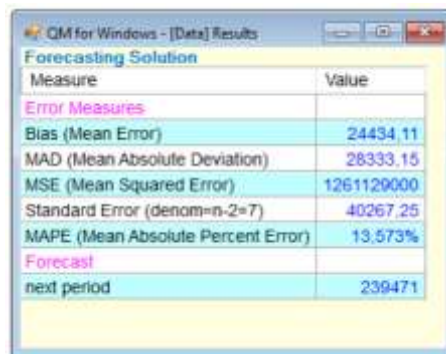 QM for Windows - [Data] Results
Forecasting Solution
Measure Value
Error Measures
Bias (Mean Error) 24434,11
MAD (Mean Absolute Deviation) 28333,15
MSE (Mean Squared Error) 1261129000
Standard Error (denom=n-2=7) 40267,25
MAPE (Mean Absolute Percent Error) 13,573%
Forecast
next period 239471